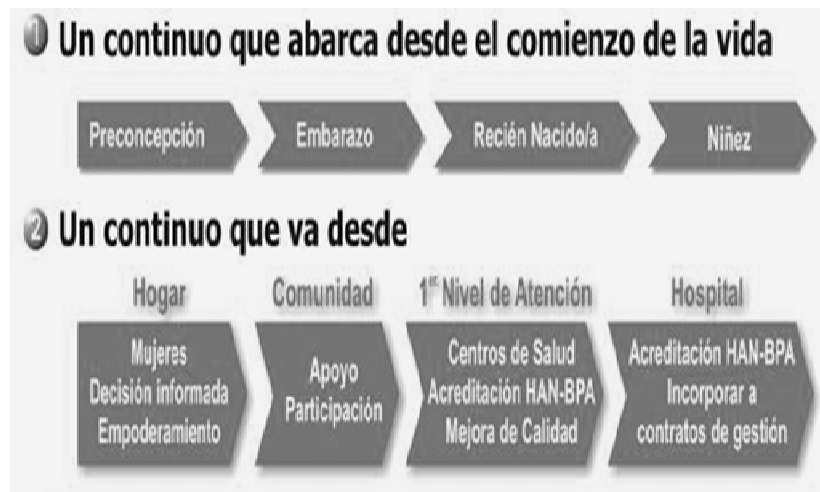 1 Un continuo que abarca desde el comienzo de la vida
Preconcepción
Embarazo
Recién Nacido/a
Niñez
2 Un continuo que va desde
Hogar
Comunidad
1er Nivel de Atención
Hospital
Mujeres
Decisión informada
Empoderamiento
Apoyo
Participación
Centros de Salud
Acreditación HAN-BPA
Mejora de Calidad
Acreditación HAN-BPA
Incorporar a
contratos de gestión